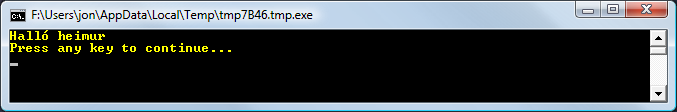 F:\Users\jon\AppData\Local\Temp\tmp7B46.tmp.exe
Halló heimur
Press any key to continue...